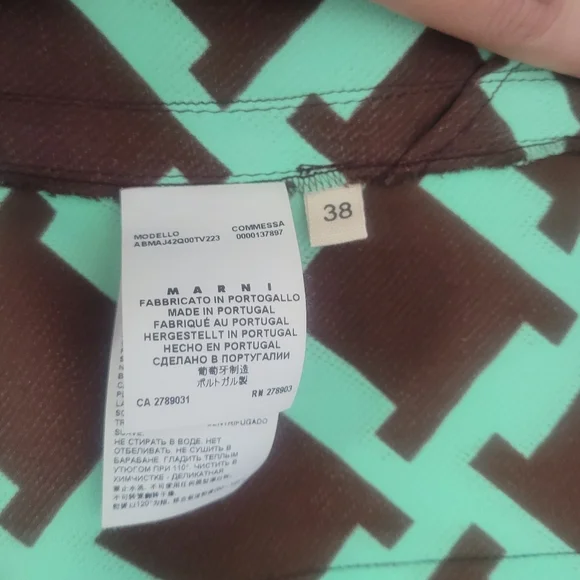 38
MODELLO COMMESSA
ABMAJ42Q00TV223 0000137897
MARNI
FABBRICATO IN PORTOGALLO
MADE IN PORTUGAL
FABRIQUÉ AU PORTUGAL
HERGESTELLT IN PORTUGAL
HECHO EN PORTUGAL
СДЕЛАНО В ПОРТУГАЛИИ
葡萄牙制造
ポルトガル製
CA 2789031 RN 278903
НЕ СТИРАТЬ В ВОДЕ. НЕТ
ОТБЕЛИВАТЬ. НЕ СУШИТЬ В
БАРАБАНЕ. ГЛАДИТЬ ТЕПЛЫМ
УТЮГОМ ПРИ 110°. ЧИСТИТЬ В
ХИМЧИСТКЕ - ДЕЛИКАТНАЯ